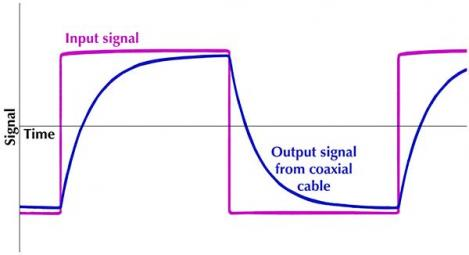 Input signal
Signal
Time
Output signal
from coaxial
cable